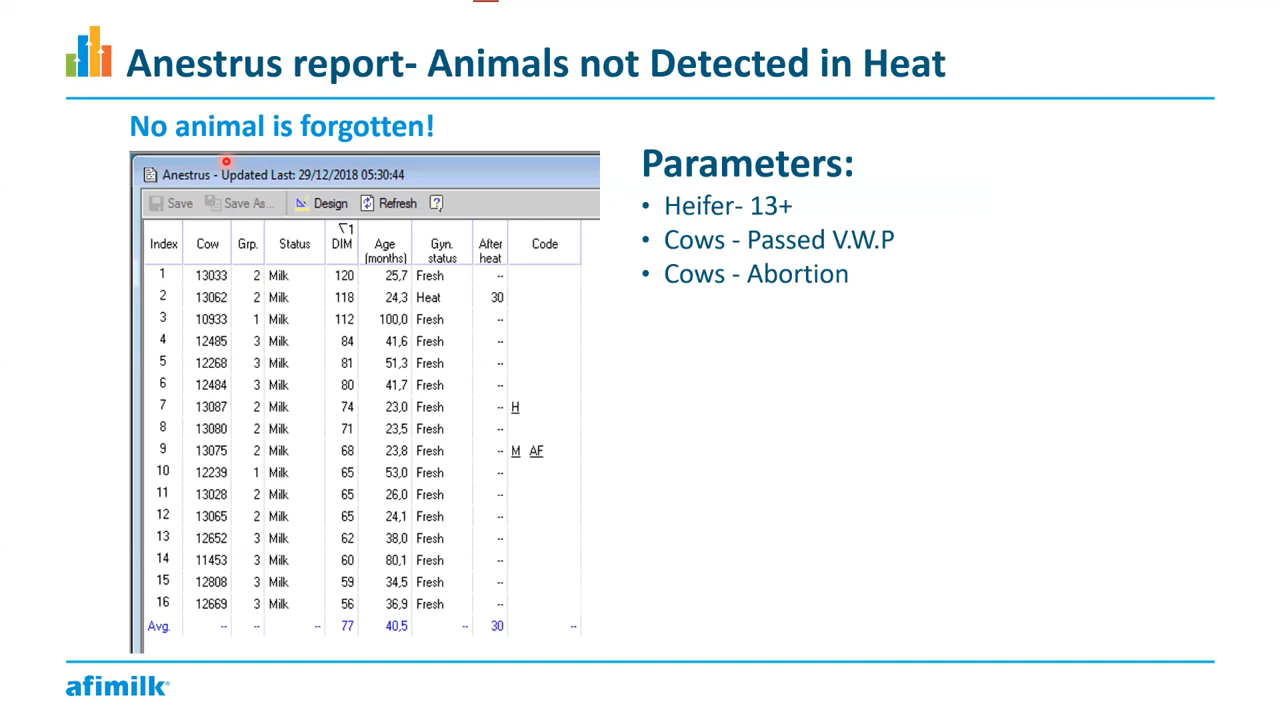 Anestrus report- Animals not Detected in Heat
No animal is forgotten!
Anestrus - Updated Last: 29/12/2018 05:30:44
Save Save As... Design Refresh ?
Index Cow Grp. Status 1 DIM Age (months) Gyn. status After heat Code
1 13033 2 Milk 120 25,7 Fresh --
2 13062 2 Milk 118 24,3 Heat 30
3 10933 1 Milk 112 100,0 Fresh --
4 12485 3 Milk 84 41,6 Fresh --
5 12268 3 Milk 81 51,3 Fresh --
6 12484 3 Milk 80 41,7 Fresh --
7 13087 2 Milk 74 23,0 Fresh -- H
8 13080 2 Milk 71 23,5 Fresh --
9 13075 2 Milk 68 23,8 Fresh -- M AF
10 12239 1 Milk 65 53,0 Fresh --
11 13028 2 Milk 65 26,0 Fresh --
12 13065 2 Milk 65 24,1 Fresh --
13 12652 3 Milk 62 38,0 Fresh --
14 11453 3 Milk 60 80,1 Fresh --
15 12808 3 Milk 59 34,5 Fresh --
16 12669 3 Milk 56 36,9 Fresh --
Avg. -- -- -- 77 40,5 -- 30 --
Parameters:
• Heifer- 13+
• Cows - Passed V.W.P
• Cows - Abortion
afimilk®